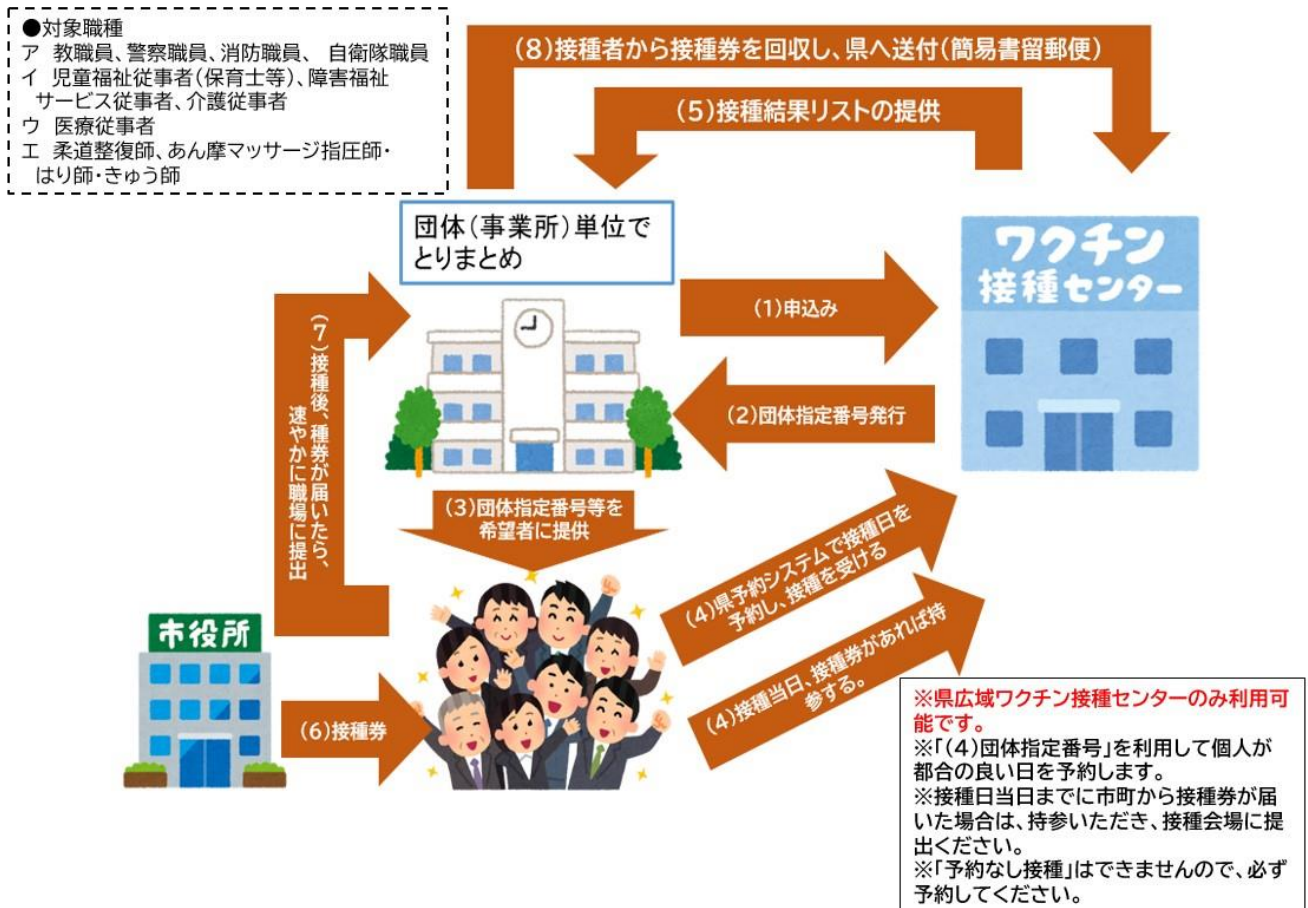 ●対象職種
ア 教職員、警察職員、消防職員、 自衛隊職員
イ 児童福祉従事者(保育士等)、障害福祉
サービス従事者、介護従事者
ウ 医療従事者
エ 柔道整復師、あん摩マッサージ指圧師・
はり師・きゅう師
(8)接種者から接種券を回収し、県へ送付(簡易書留郵便)
(5)接種結果リストの提供
団体(事業所)単位で
とりまとめ
ワクチン
接種センター
(1)申込み
(2)団体指定番号発行
(7)接種後、種券が届いたら、
速やかに職場に提出
(3)団体指定番号等を
希望者に提供
(4)県予約システムで接種日を
予約し、接種を受ける
(4)接種当日、接種券があれば持
参する。
市役所
(6)接種券
※県広域ワクチン接種センターのみ利用可
能です。
※「(4)団体指定番号」を利用して個人が
都合の良い日を予約します。
※接種日当日までに市町から接種券が届
いた場合は、持参いただき、接種会場に提
出ください。
※「予約なし接種」はできませんので、必ず
予約してください。